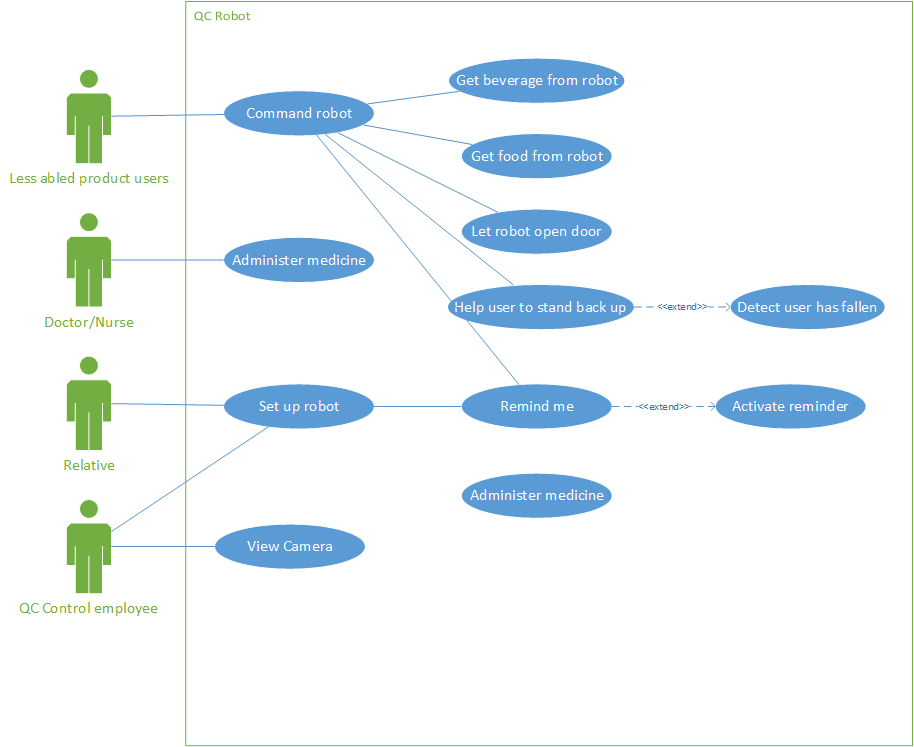 QC Robot
Get beverage from robot
Command robot
Get food from robot
Less abled product users
Let robot open door
Administer medicine
Help user to stand back up
<<extend>>
Detect user has fallen
Doctor/Nurse
Set up robot
Remind me
<<extend>>
Activate reminder
Relative
Administer medicine
View Camera
QC Control employee